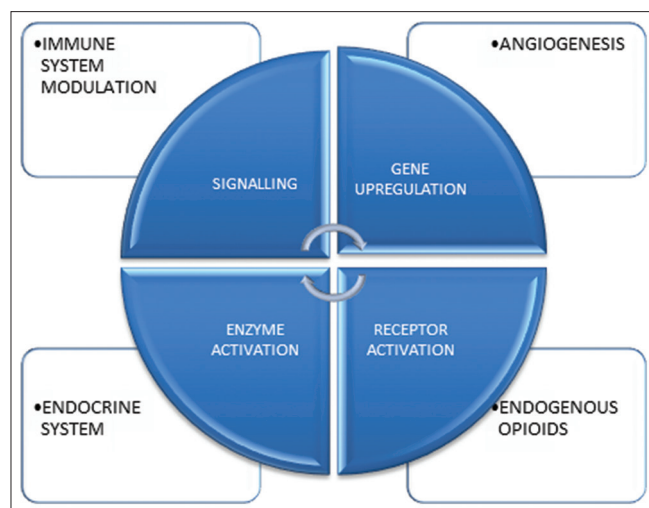 •IMMUNE
SYSTEM
MODULATION
•ANGIOGENESIS
SIGNALLING
GENE
UPREGULATION
ENZYME
ACTIVATION
RECEPTOR
ACTIVATION
•ENDOCRINE
SYSTEM
•ENDOGENOUS
OPIOIDS